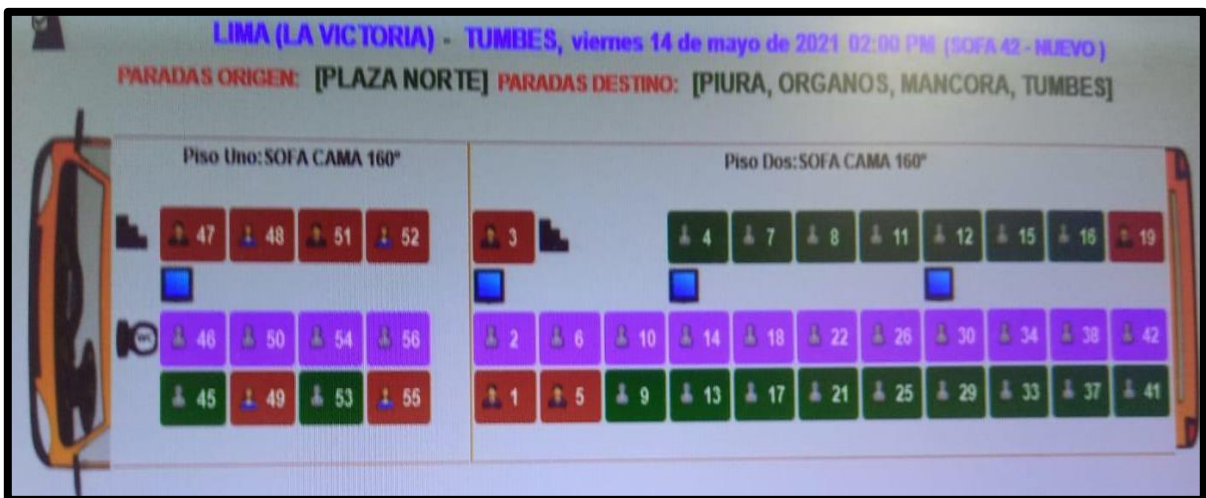 LIMA (LA VICTORIA) - TUMBES, viernes 14 de mayo de 2021 02:00 PM (SOFA 42 - NUEVO )
PARADAS ORIGEN: [PLAZA NORTE] PARADAS DESTINO: [PIURA, ORGANOS, MANCORA, TUMBES]
Piso Uno: SOFA CAMA 160° Piso Dos: SOFA CAMA 160°
47 48 51 52 3 4 7 8 11 12 15 16 19
46 50 54 56 2 6 10 14 18 22 26 30 34 38 42
45 49 53 55 1 5 9 13 17 21 25 29 33 37 41